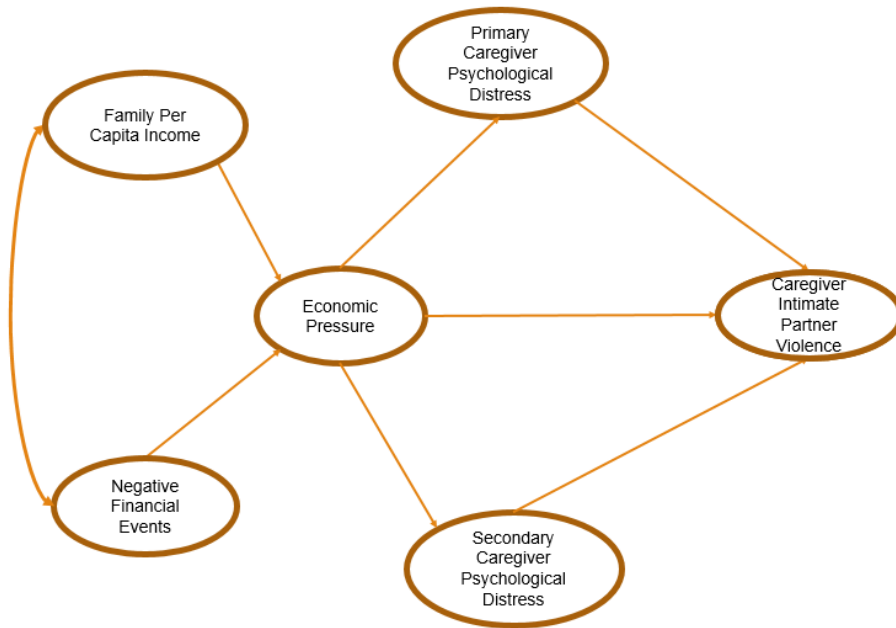 Primary
Caregiver
Psychological
Distress
Family Per
Capita Income
Economic
Pressure
Caregiver
Intimate
Partner
Violence
Negative
Financial
Events
Secondary
Caregiver
Psychological
Distress